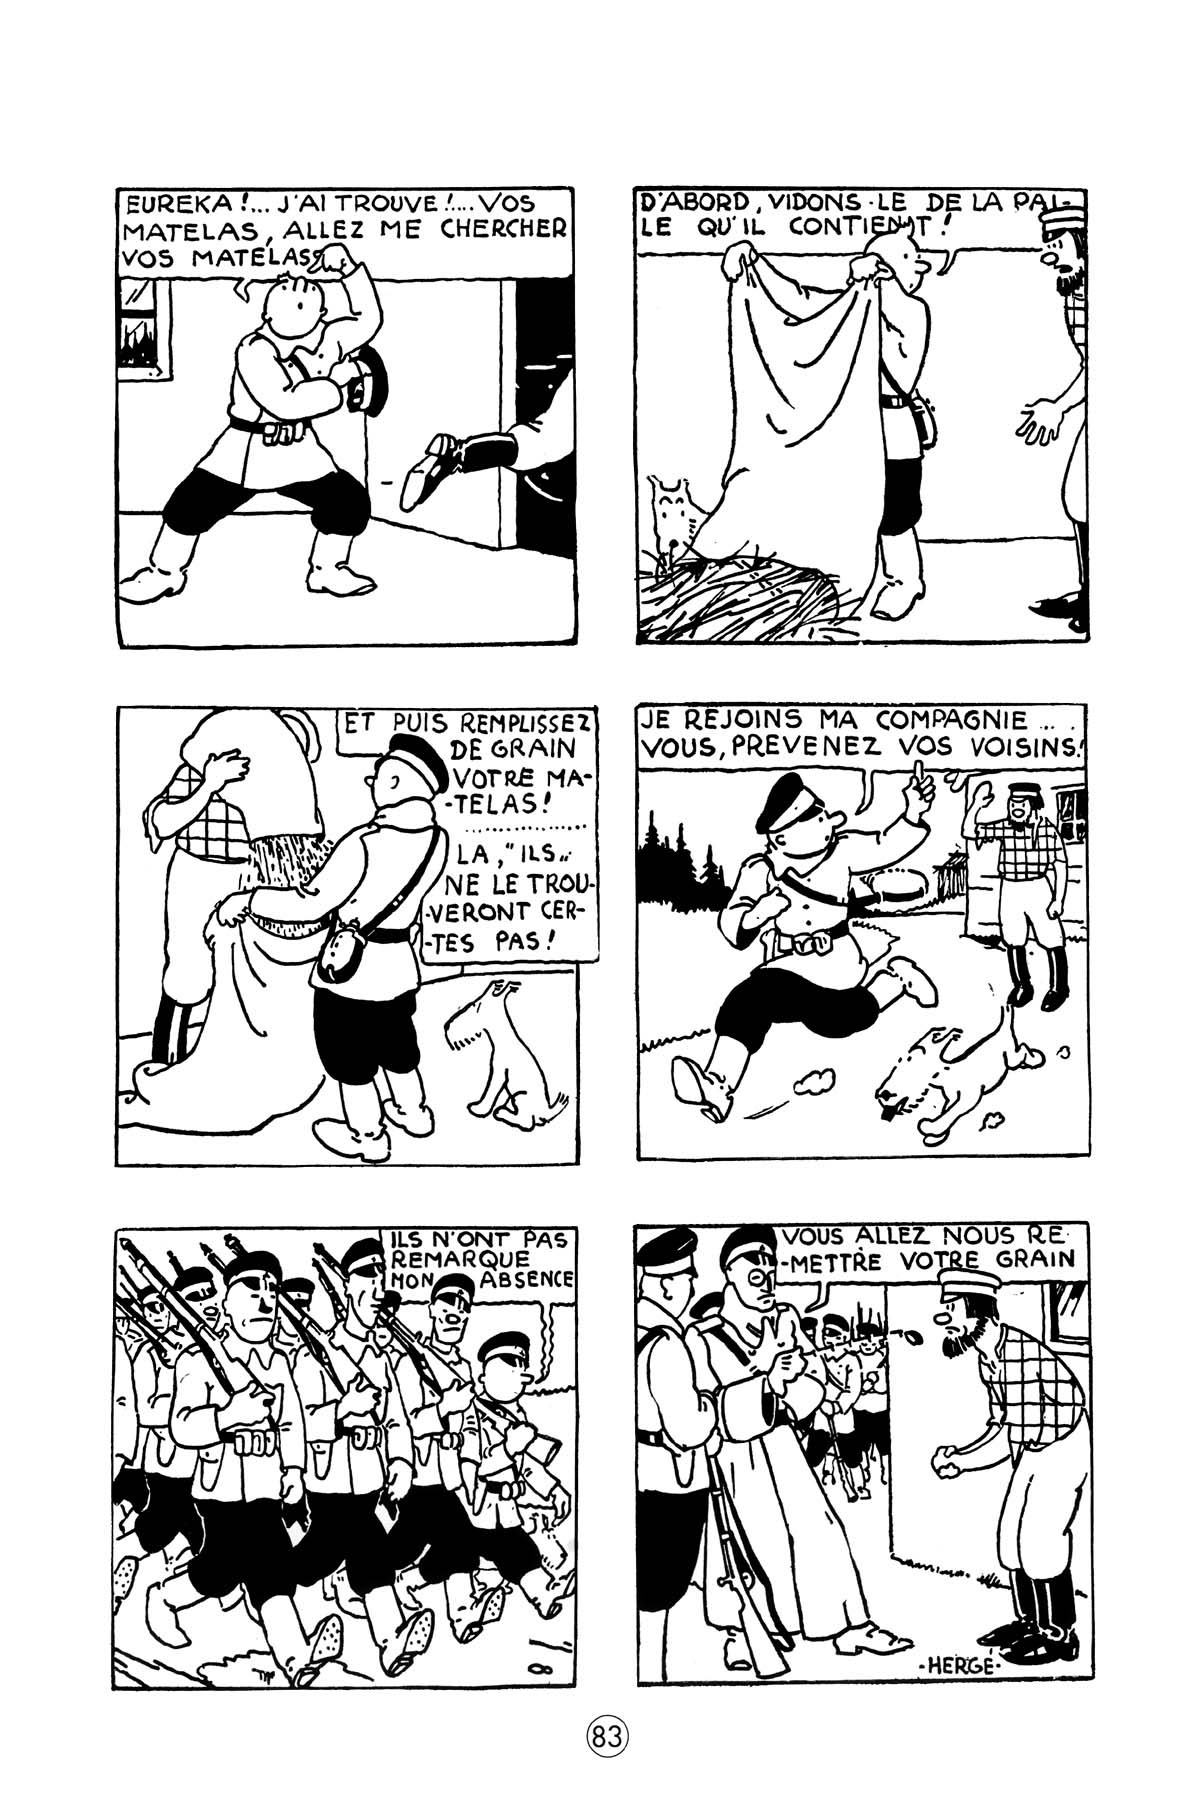 EUREKA !... J'AI TROUVE !.... VOS
MATELAS, ALLEZ ME CHERCHER
VOS MATELAS
D'ABORD, VIDONS-LE DE LA PAI-
LE QU'IL CONTIENT !
ET PUIS REMPLISSEZ
DE GRAIN
VOTRE MA-
-TELAS!
LA, "ILS„
NE LE TROU-
-VERONT CER-
-TES PAS!
JE REJOINS MA COMPAGNIE ....
VOUS, PREVENEZ VOS VOISINS!
ILS N'ONT PAS
REMARQUE
MON ABSENCE
VOUS ALLEZ NOUS RE-
-METTRE VOTRE GRAIN
-HERGE-
83